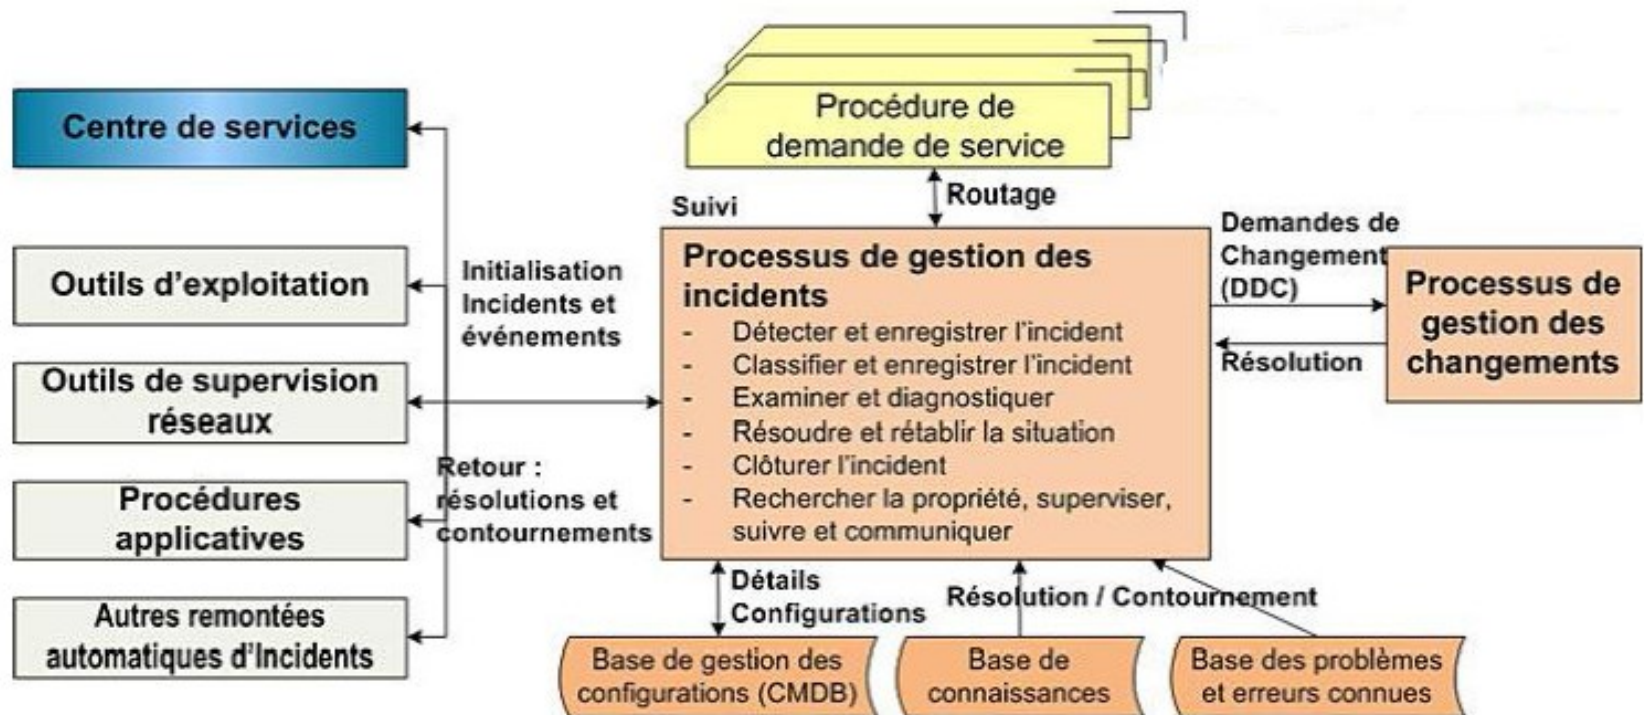 Procédure de
demande de service
Centre de services
Routage
Suivi
Outils d'exploitation
Initialisation
Incidents et
événements
Outils de supervision
réseaux
Retour :
résolutions et
contournements
Procédures
applicatives
Autres remontées
automatiques d'Incidents
Processus de gestion des
incidents
- Détecter et enregistrer l'incident
- Classifier et enregistrer l'incident
- Examiner et diagnostiquer
- Résoudre et rétablir la situation
- Clôturer l'incident
- Rechercher la propriété, superviser,
suivre et communiquer
Demandes de
Changement
(DDC)
Résolution
Processus de
gestion des
changements
Détails
Configurations
Résolution / Contournement
Base de gestion des
configurations (CMDB)
Base de
connaissances
Base des problèmes
et erreurs connues